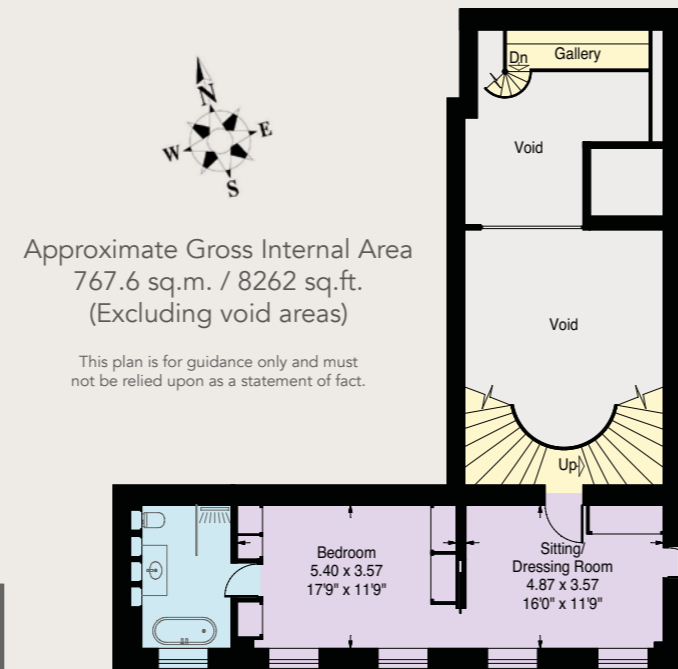 Dn
Gallery
N
E
W
S
Void
Approximate Gross Internal Area
767.6 sq.m. / 8262 sq.ft.
(Excluding void areas)
This plan is for guidance only and must
not be relied upon as a statement of fact.
Void
Up
Bedroom
5.40 x 3.57
17'9" x 11'9"
Sitting/
Dressing Room
4.87 x 3.57
16'0" x 11'9"